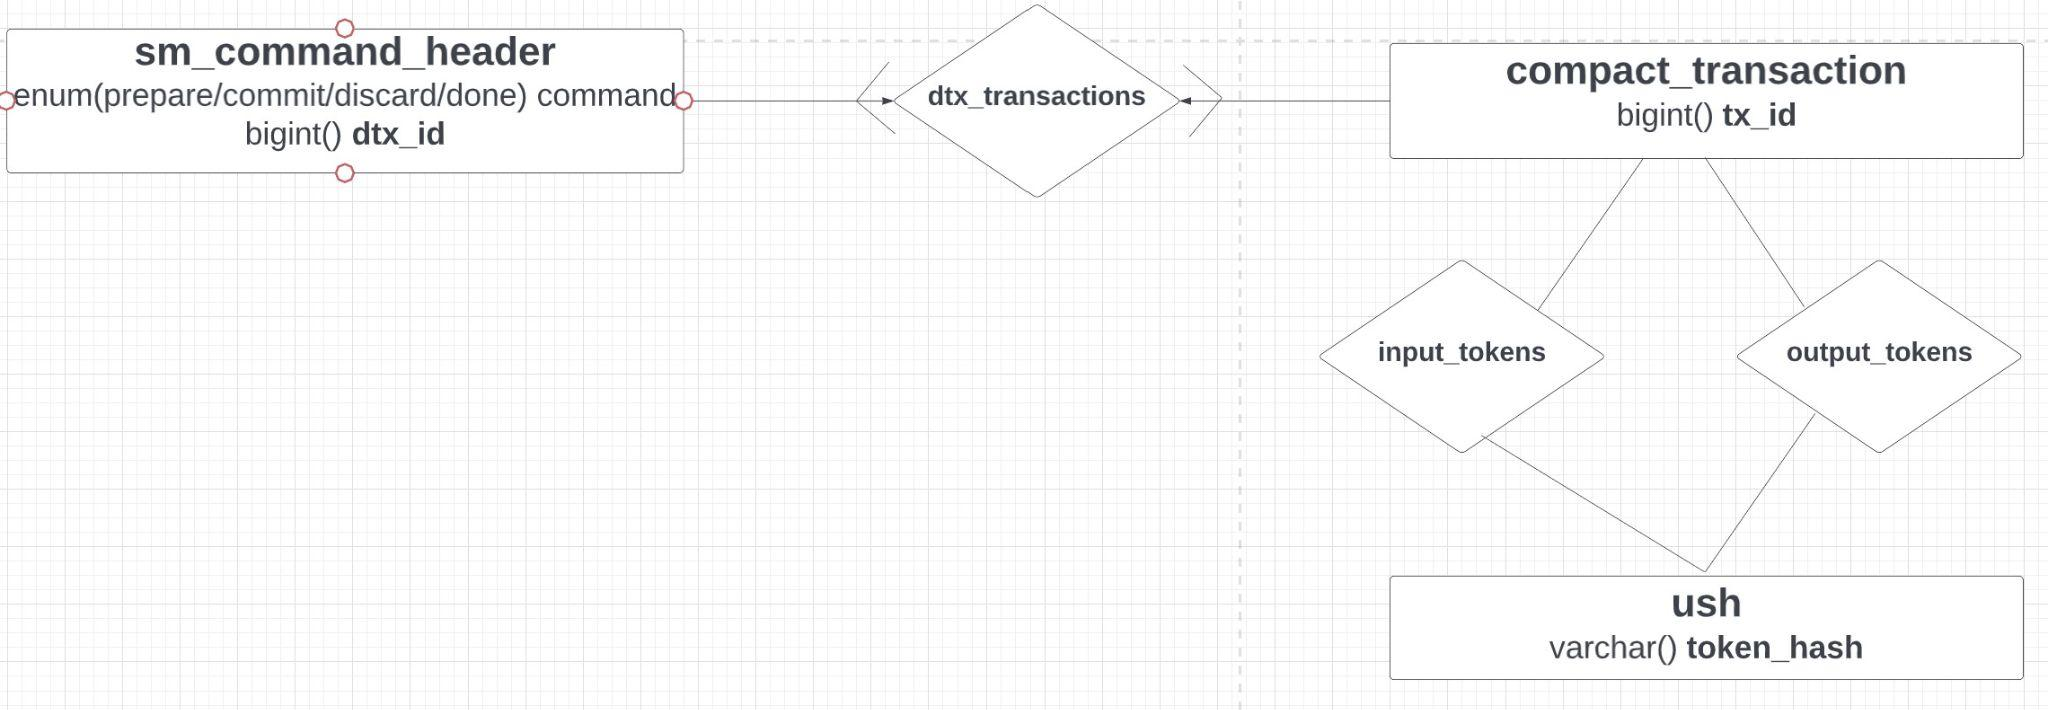 sm_command_header
enum(prepare/commit/discard/done) command
bigint() dtx_id
dtx_transactions
compact_transaction
bigint() tx_id
input_tokens
output_tokens
ush
varchar() token_hash